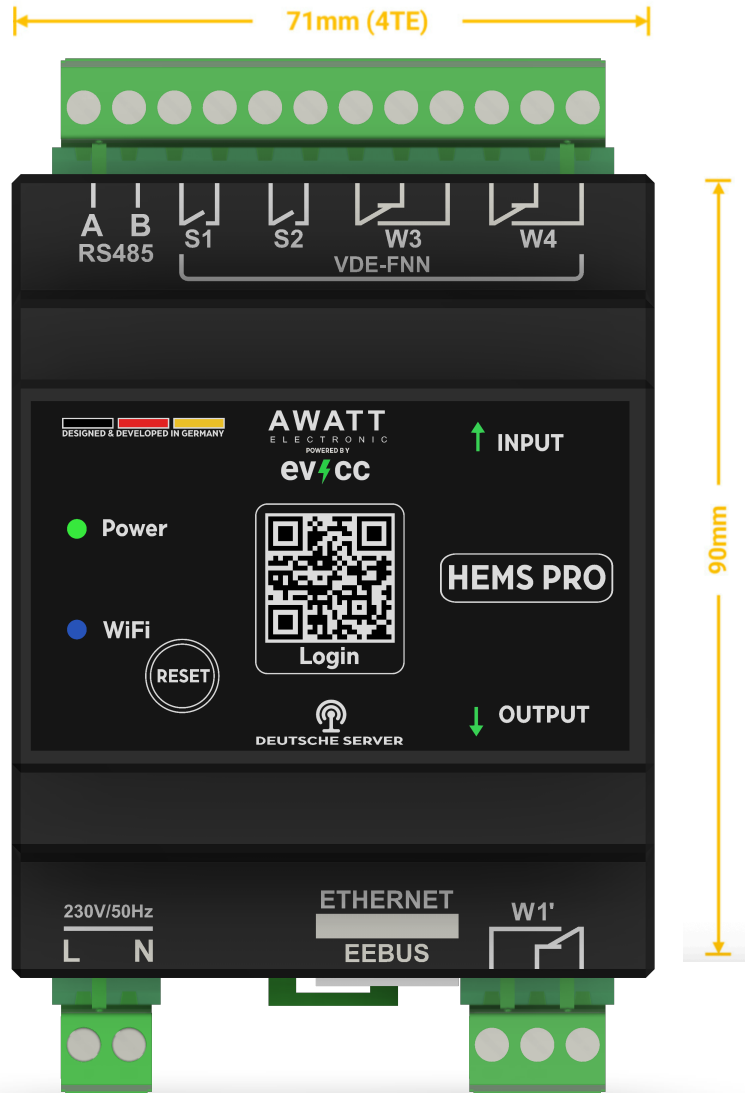 71mm (4TE)
A B
RS485
S1 S2 W3 W4
VDE-FNN
DESIGNED & DEVELOPED IN GERMANY
AWATT
ELECTRONIC
POWERED BY
evcc
INPUT
Power
HEMS PRO
WiFi
RESET
Login
OUTPUT
DEUTSCHE SERVER
90mm
230V/50Hz
L N
ETHERNET
EEBUS
W1'